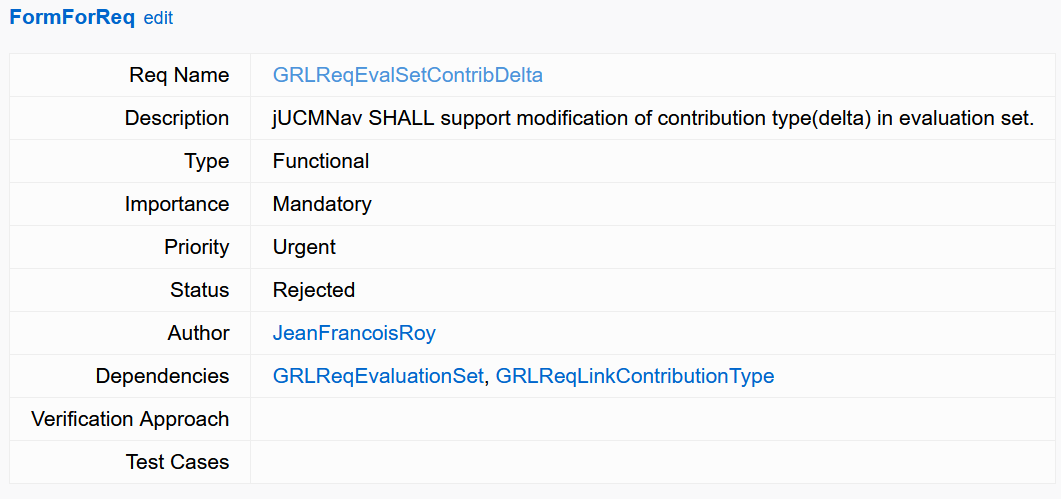 FormForReq edit
Req Name GRLReqEvalSetContribDelta
Description jUCMNav SHALL support modification of contribution type(delta) in evaluation set.
Type Functional
Importance Mandatory
Priority Urgent
Status Rejected
Author JeanFrancoisRoy
Dependencies GRLReqEvaluationSet, GRLReqLinkContributionType
Verification Approach
Test Cases